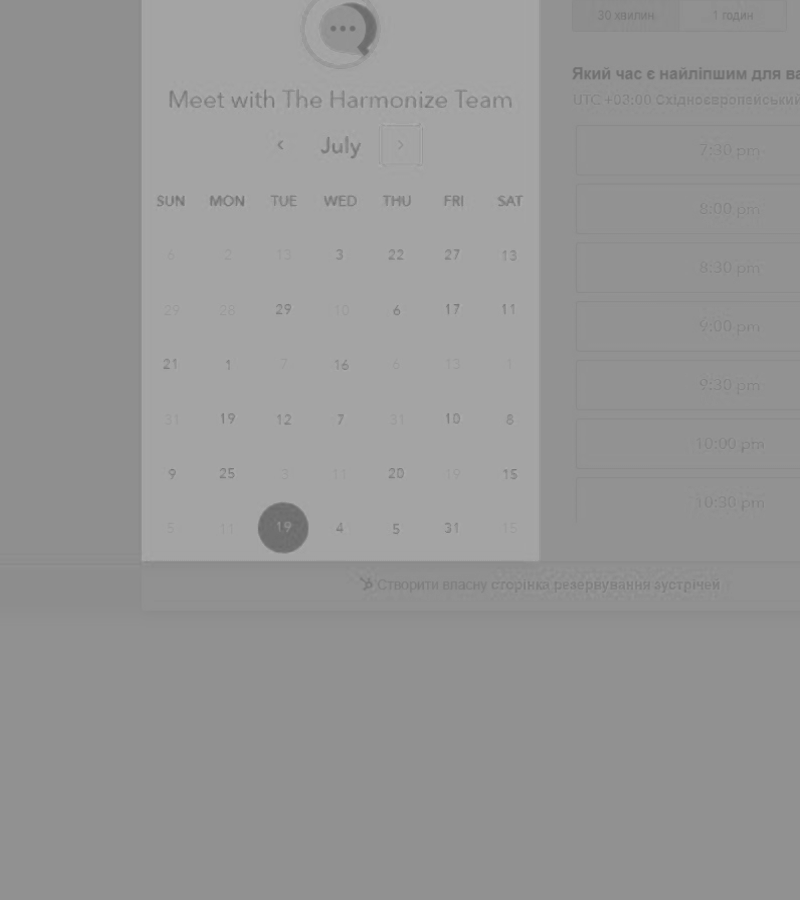 30 хвилин 1 годин
Meet with The Harmonize Team
‹ July ›
SUN MON TUE WED THU FRI SAT
6 2 13 3 22 27 13
29 28 29 10 6 17 11
21 1 7 16 6 13 1
31 19 12 7 31 10 8
9 25 3 11 20 19 15
5 11 19 4 5 31 15
Який час є найліпшим для ва
UTC +03:00 Східноєвропейський
7:30 pm
8:00 pm
8:30 pm
9:00 pm
9:30 pm
10:00 pm
10:30 pm
Створити власну сторінка резервування зустрічей